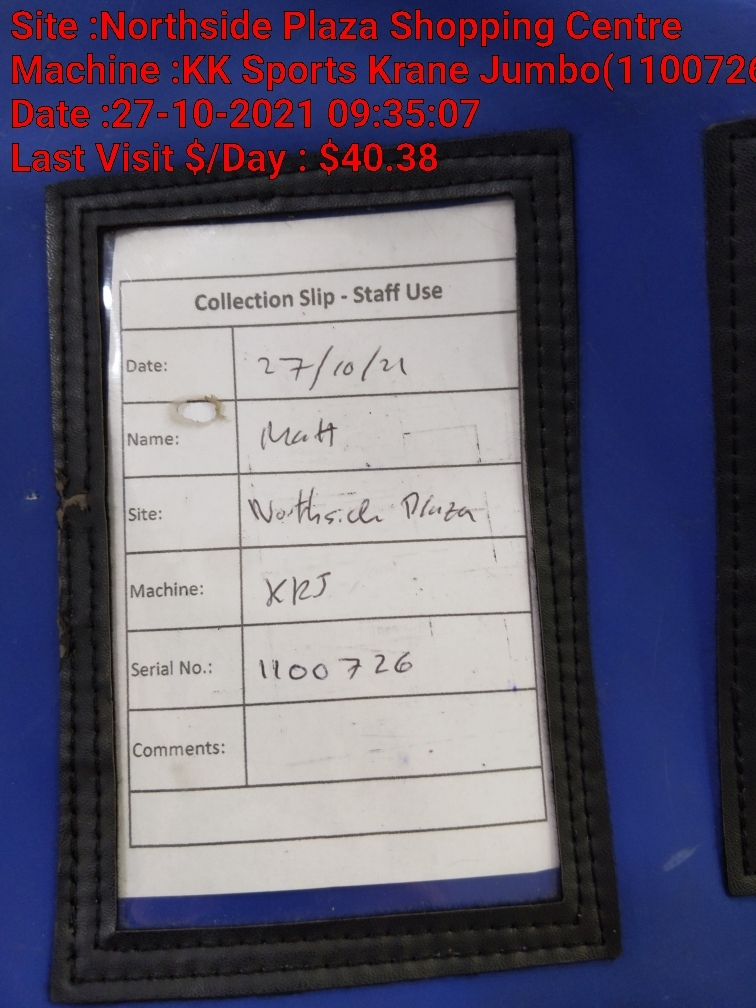 Site :Northside Plaza Shopping Centre
Machine :KK Sports Krane Jumbo(1100726
Date :27-10-2021 09:35:07
Last Visit $/Day : $40.38
Collection Slip - Staff Use
Date: 27/10/21
Name: Matt
Site: Northside Plaza
Machine: KRJ
Serial No.: 1100726
Comments: